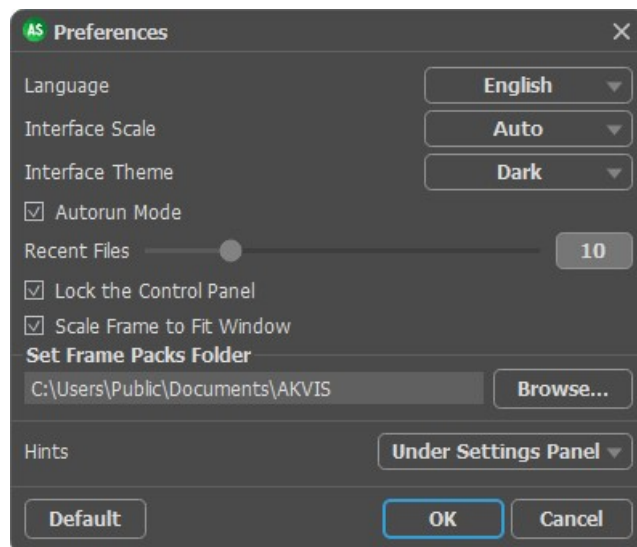 AS Preferences
Language English
Interface Scale Auto
Interface Theme Dark
Autorun Mode
Recent Files 10
Lock the Control Panel
Scale Frame to Fit Window
Set Frame Packs Folder
C:\Users\Public\Documents\AKVIS Browse...
Hints Under Settings Panel
Default OK Cancel